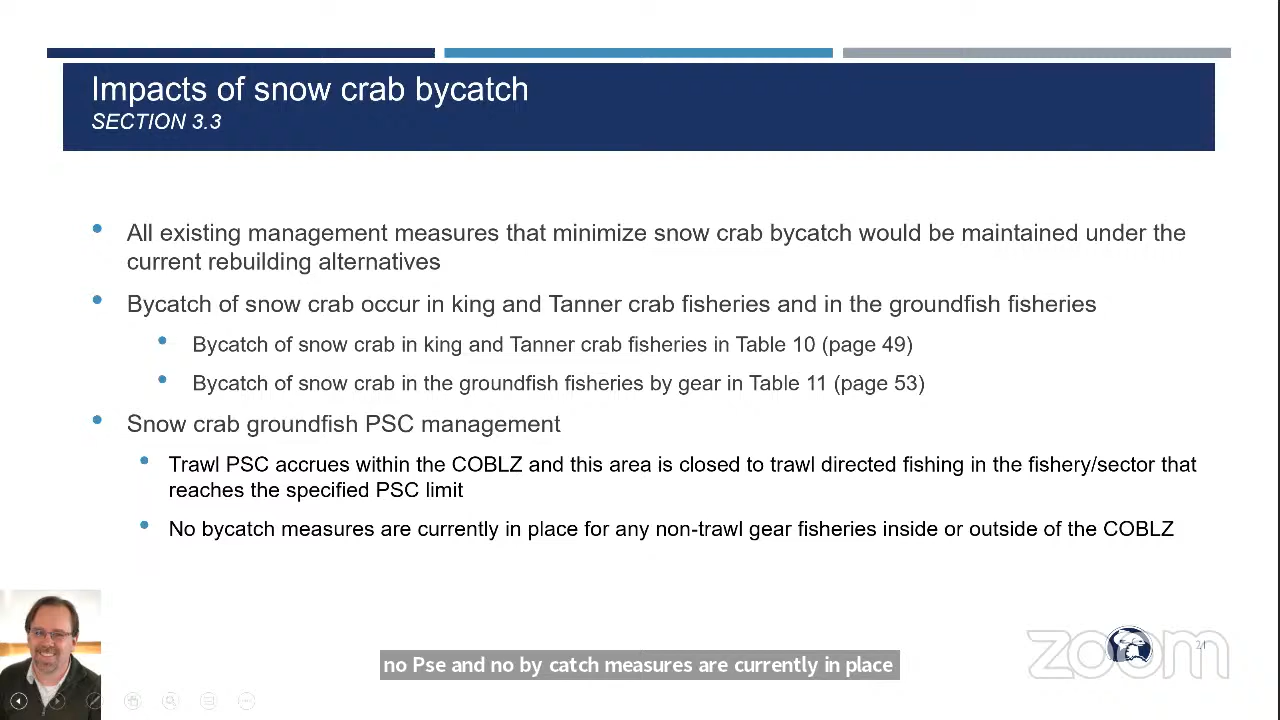 Impacts of snow crab bycatch
SECTION 3.3
All existing management measures that minimize snow crab bycatch would be maintained under the
current rebuilding alternatives
Bycatch of snow crab occur in king and Tanner crab fisheries and in the groundfish fisheries
Bycatch of snow crab in king and Tanner crab fisheries in Table 10 (page 49)
Bycatch of snow crab in the groundfish fisheries by gear in Table 11 (page 53)
Snow crab groundfish PSC management
Trawl PSC accrues within the COBLZ and this area is closed to trawl directed fishing in the fishery/sector that
reaches the specified PSC limit
No bycatch measures are currently in place for any non-trawl gear fisheries inside or outside of the COBLZ
zoom
21
no Pse and no by catch measures are currently in place